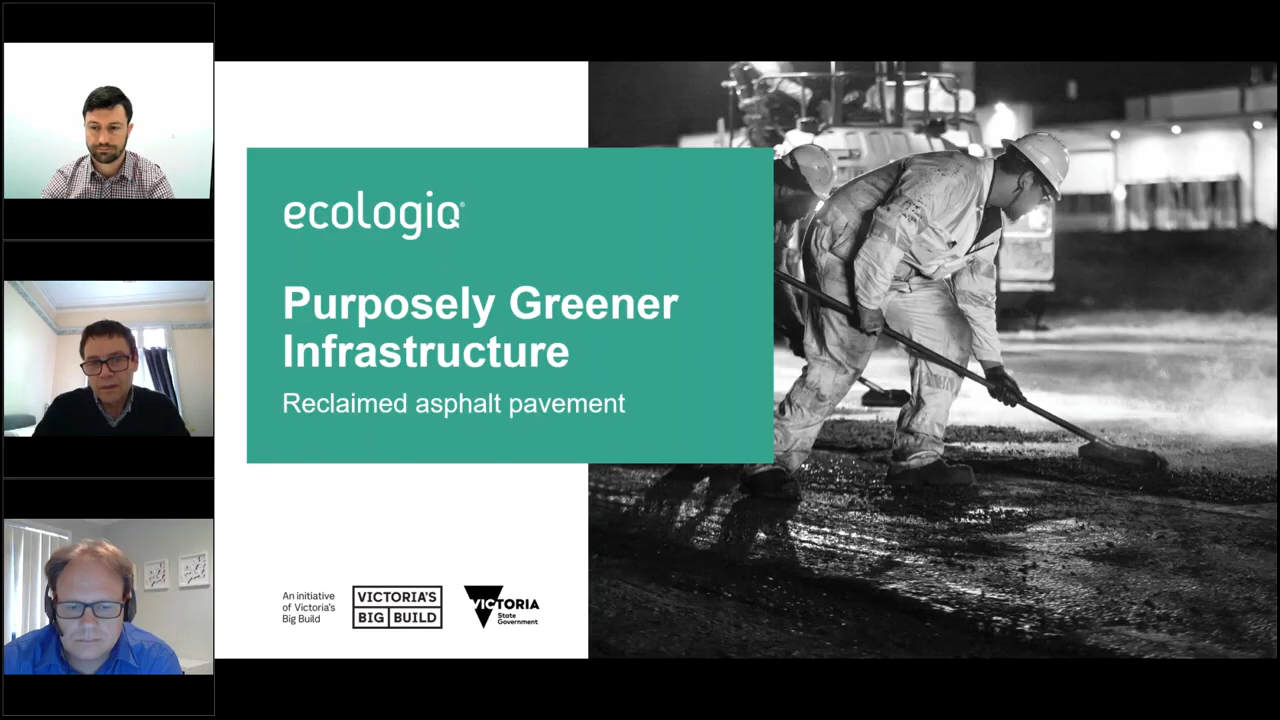 ecologiq
Purposely Greener
Infrastructure
Reclaimed asphalt pavement
An initiative
of Victoria's
Big Build
VICTORIA'S
BIG BUILD
VICTORIA
State
Government